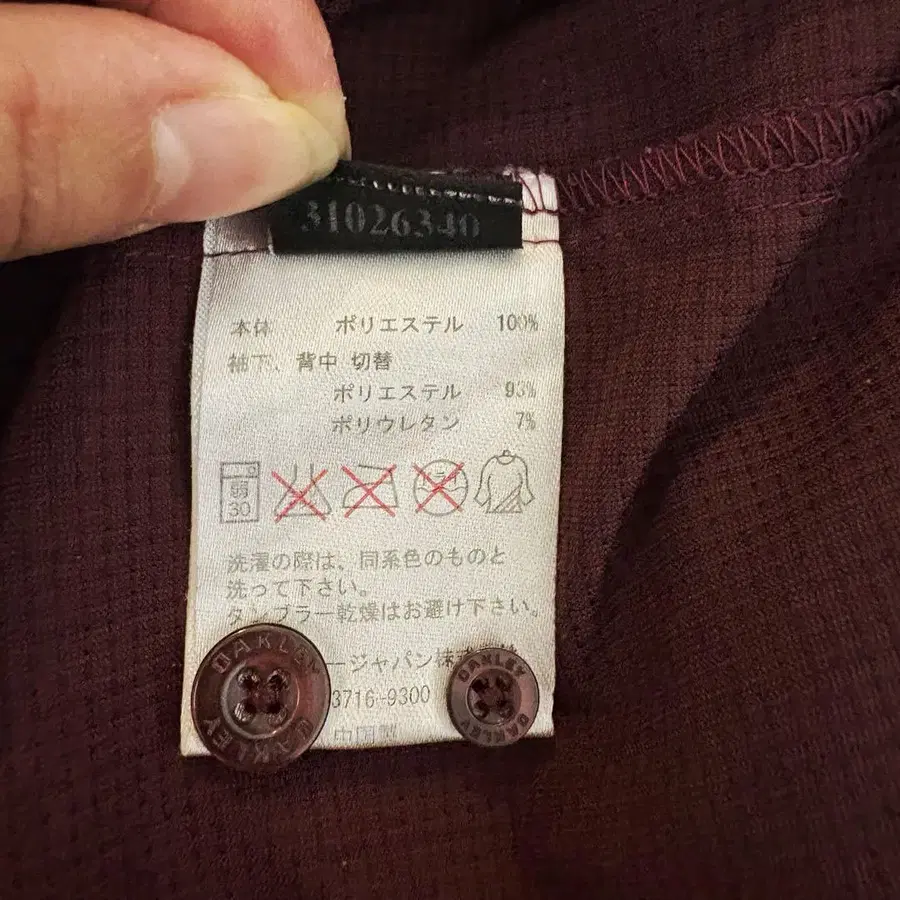 31026340
本体 ポリエステル 100%
袖下、背中 切替
ポリエステル 93%
ポリウレタン 7%
弱
30
洗濯の際は、同系色のものと
洗って下さい。
タンブラー乾燥はお避け下さい。
ージャパン株式
3716-9300
中国製
OAKLEY OAKLEY
OAKLEY OAKLEY